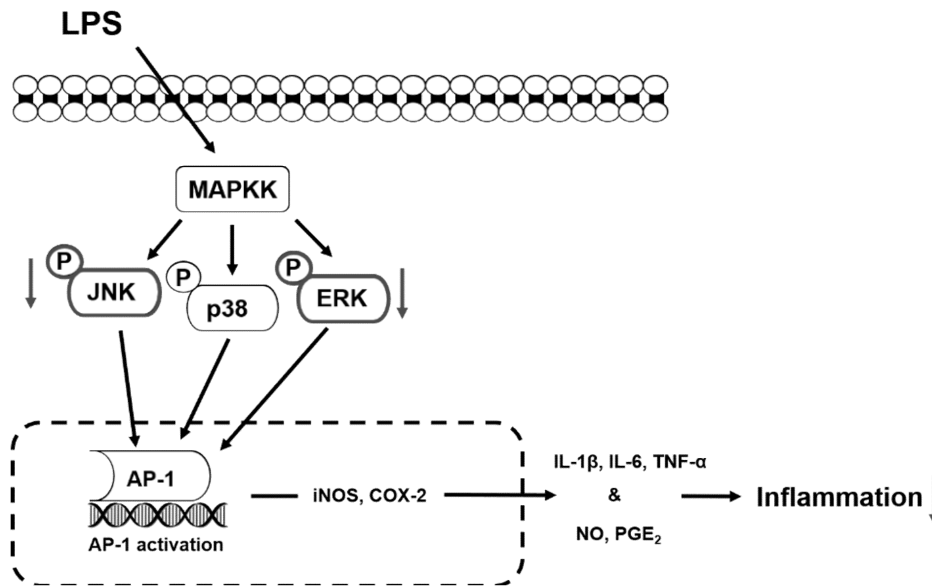 LPS
MAPKK
P
JNK
P
p38
P
ERK
AP-1
AP-1 activation
iNOS, COX-2
IL-1β, IL-6, TNF-α
&
NO, PGE₂
Inflammation